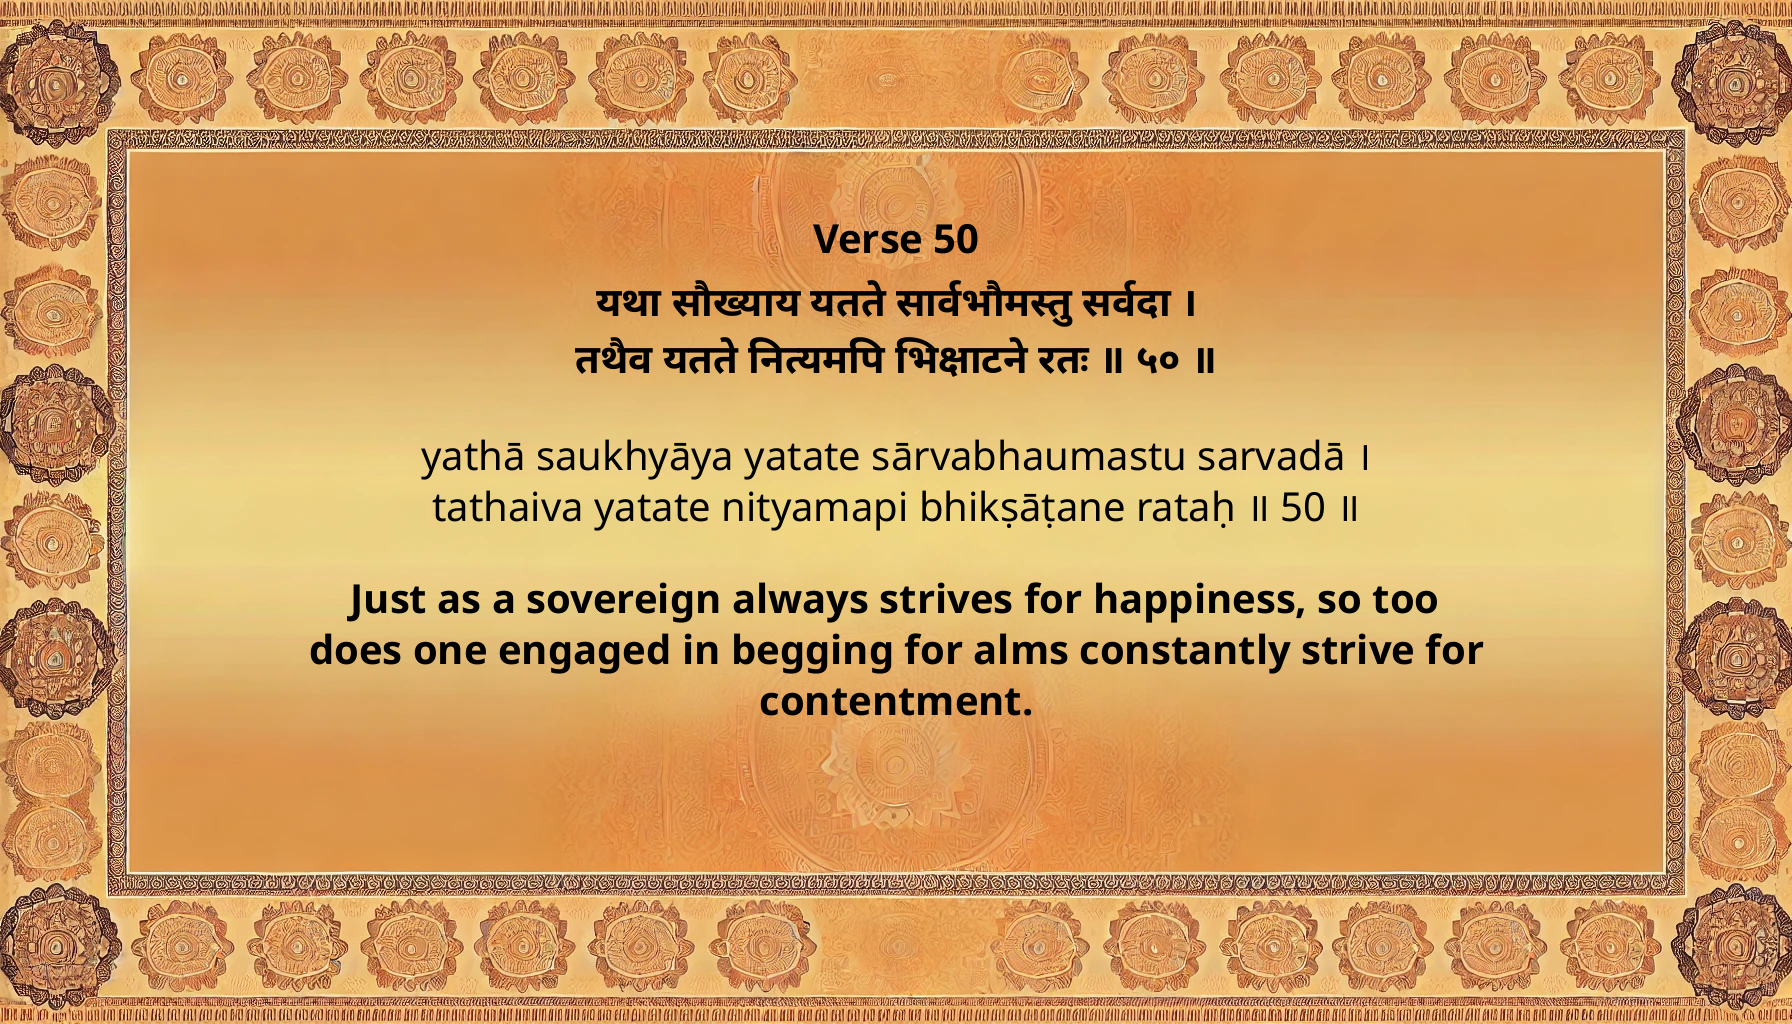 Verse 50
यथा सौख्याय यतते सार्वभौमस्तु सर्वदा ।
तथैव यतते नित्यमपि भिक्षाटने रतः ॥ ५० ॥
yathā saukhyāya yatate sārvabhaumastu sarvadā ।
tathaiva yatate nityamapi bhikṣāṭane rataḥ ॥ 50 ॥
Just as a sovereign always strives for happiness, so too
does one engaged in begging for alms constantly strive for
contentment.